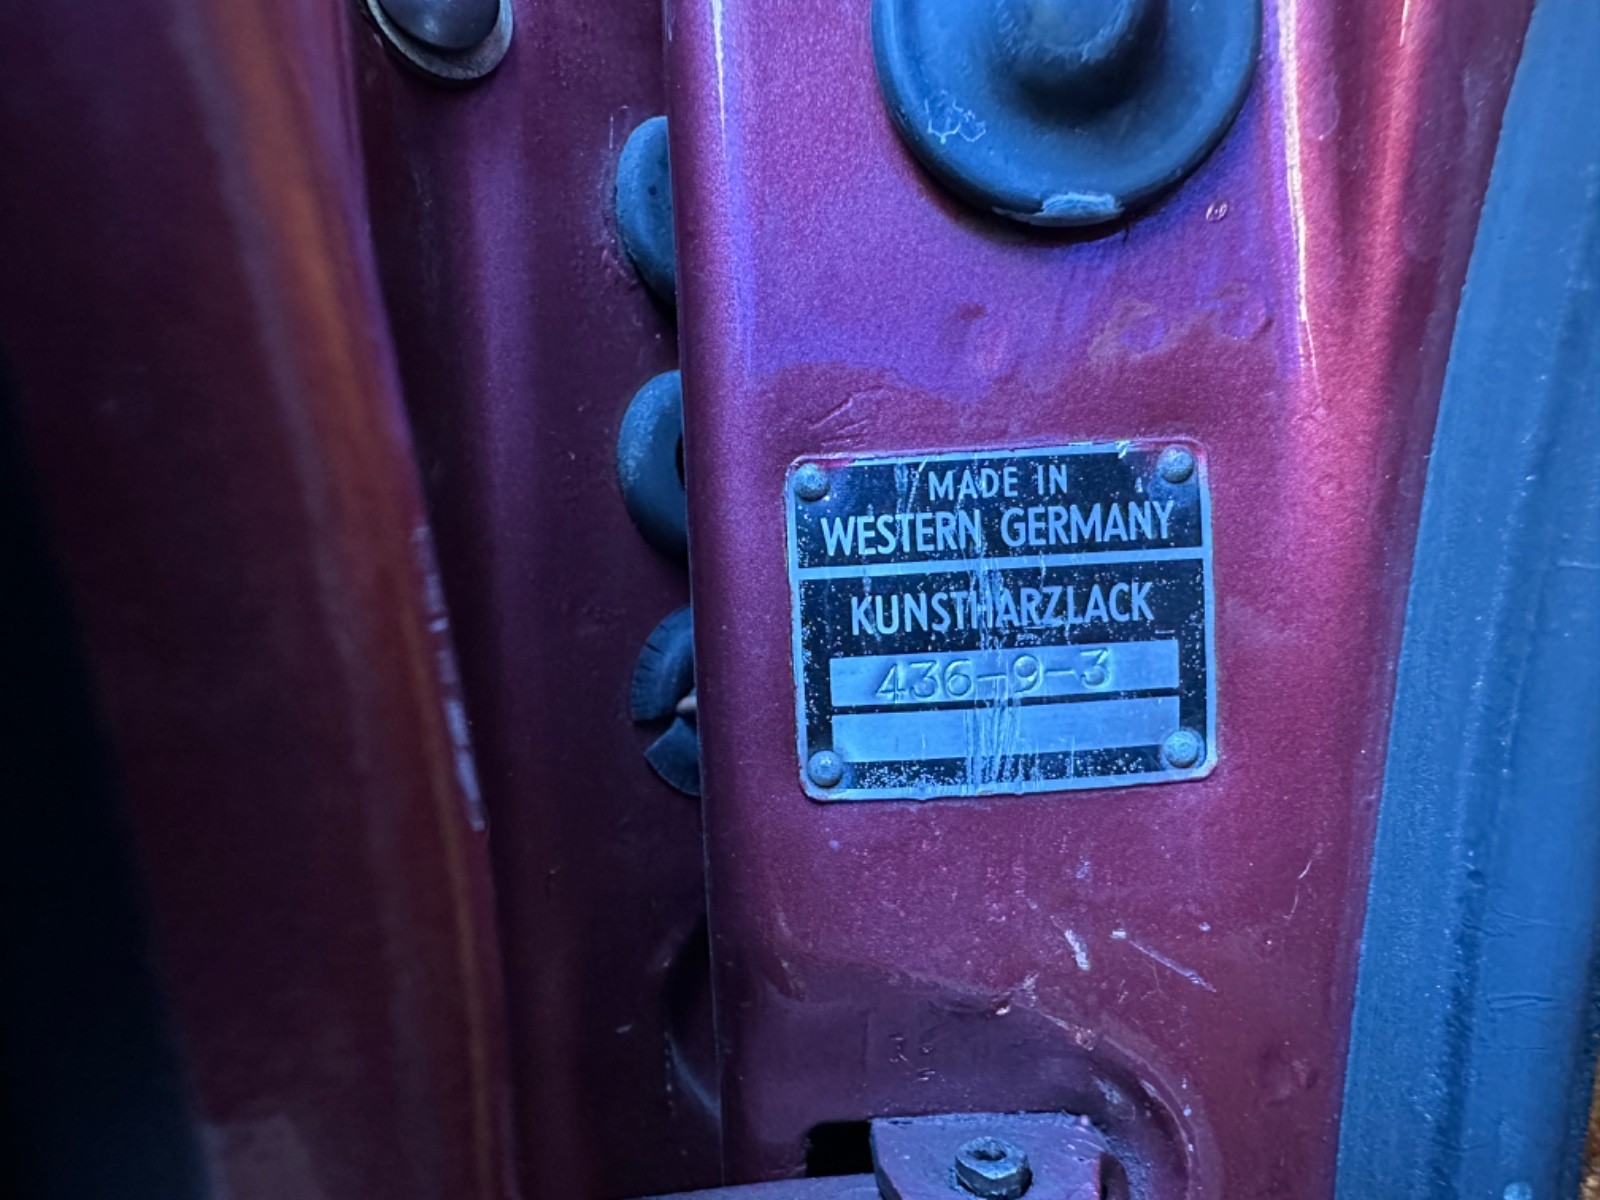 MADE IN
WESTERN GERMANY
KUNSTHARZLACK
436-9-3